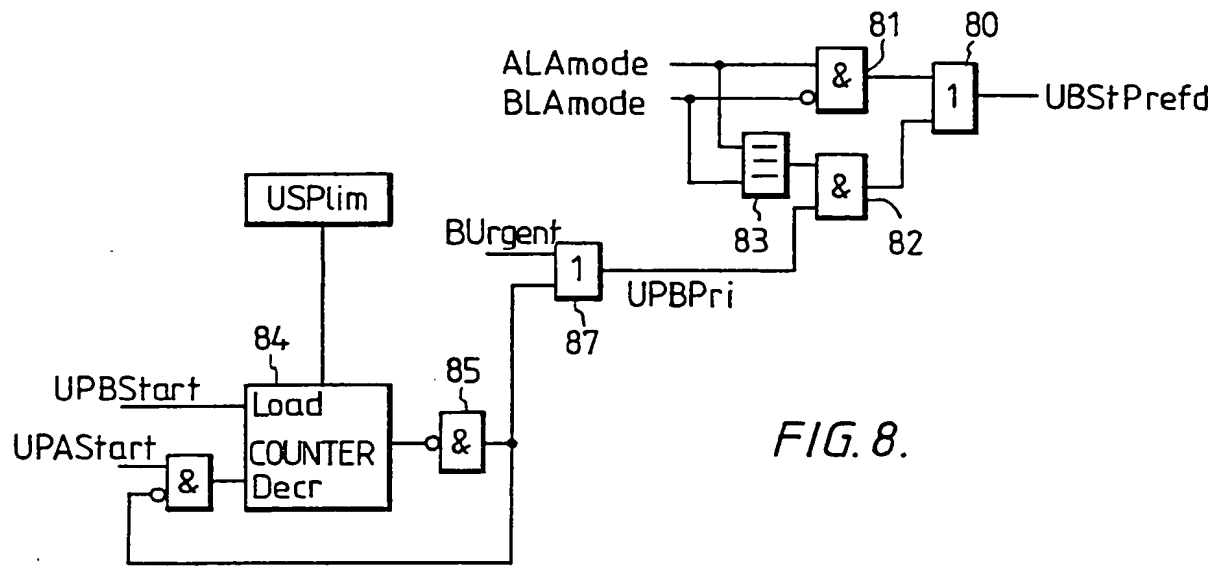 81
80
ALAmode
&
1
UBStPrefd
BLAmode
USPlim
&
83
82
BUrgent
1
UPBPri
87
84
85
UPBStart
Load
UPAStart
COUNTER
&
&
Decr
FIG. 8.